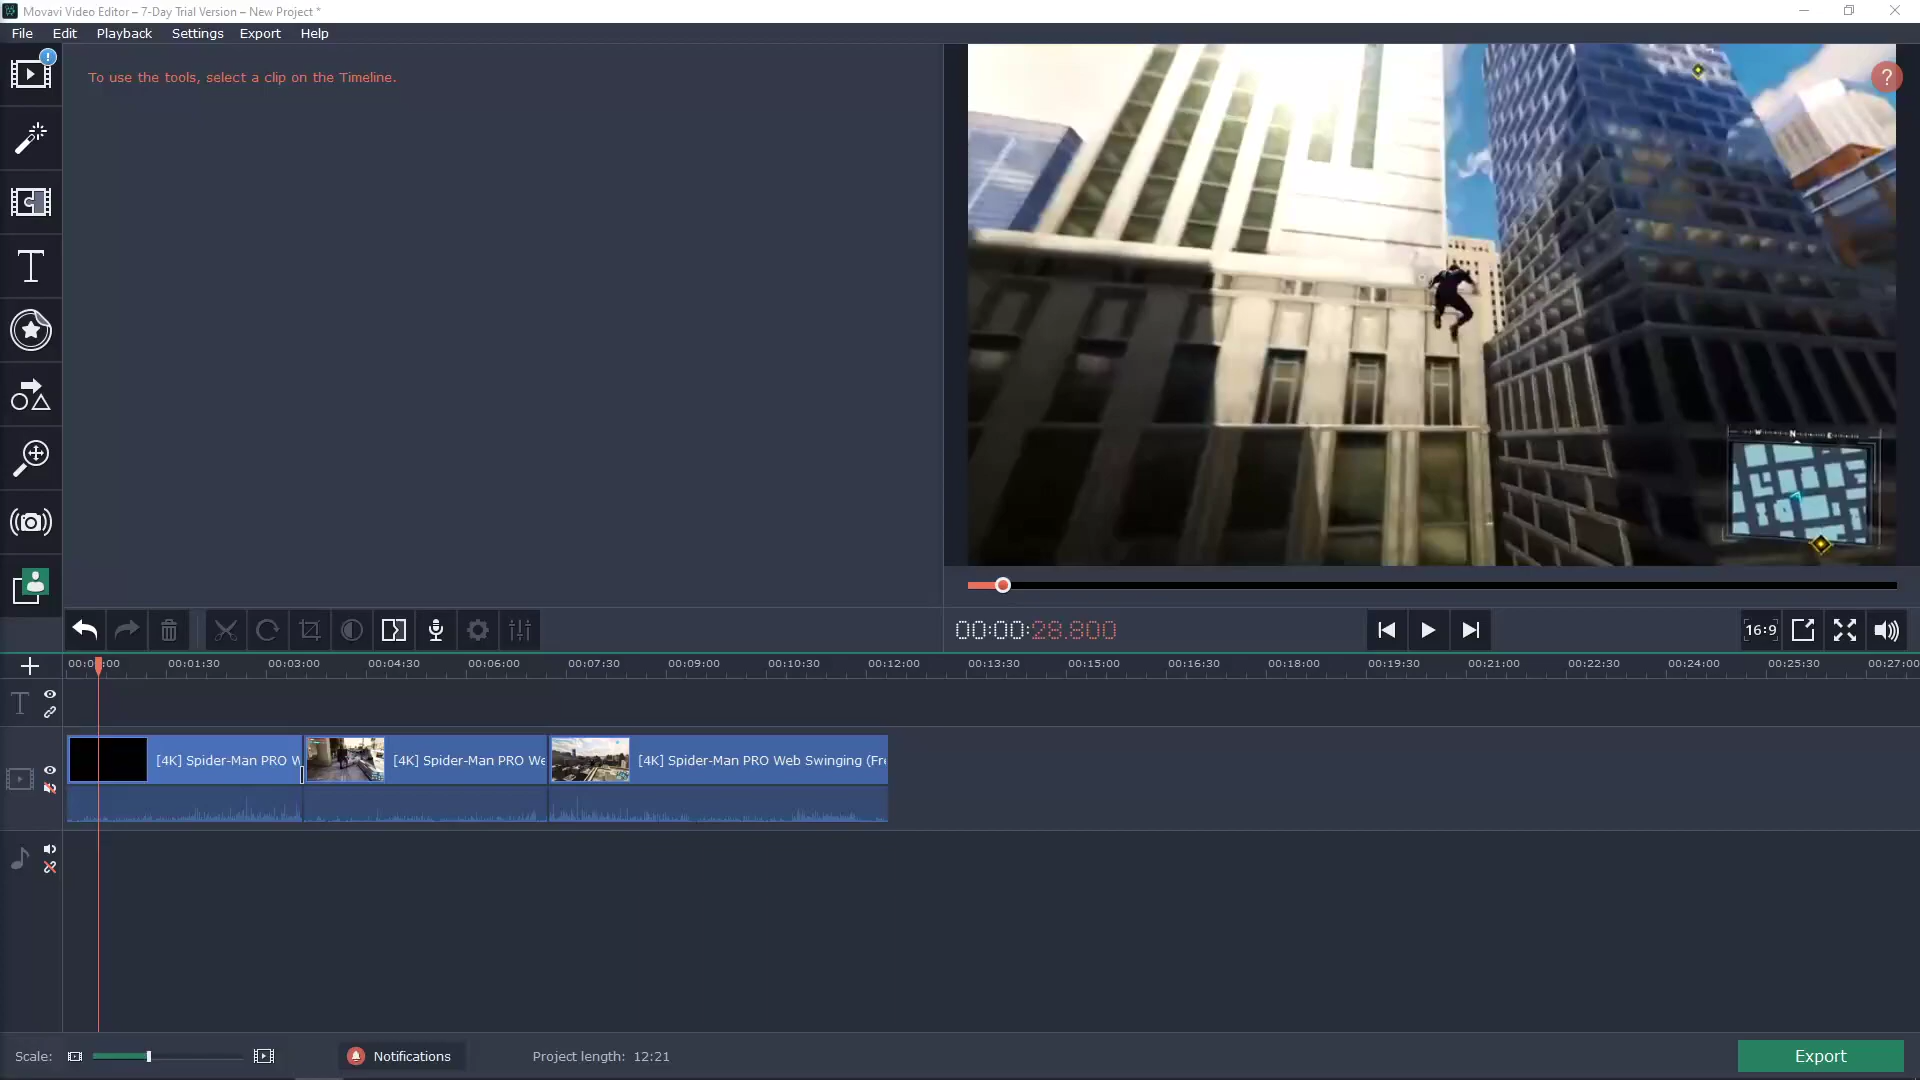 Movavi Video Editor – 7-Day Trial Version – New Project *
File Edit Playback Settings Export Help
To use the tools, select a clip on the Timeline.
?
W N E
00:00:28.800
16:9
00:00:00 00:01:30 00:03:00 00:04:30 00:06:00 00:07:30 00:09:00 00:10:30 00:12:00 00:13:30 00:15:00 00:16:30 00:18:00 00:19:30 00:21:00 00:22:30 00:24:00 00:25:30 00:27:00
[4K] Spider-Man PRO W [4K] Spider-Man PRO We [4K] Spider-Man PRO Web Swinging (Fre
Scale: Notifications Project length: 12:21 Export